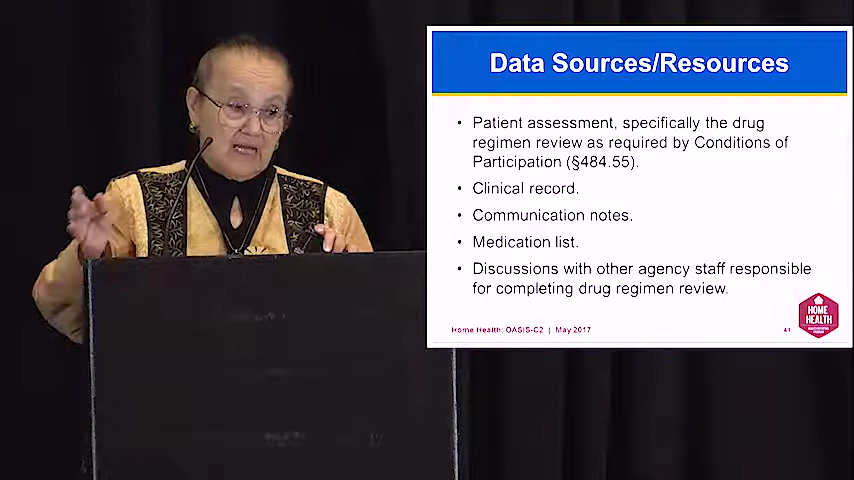 Data Sources/Resources
• Patient assessment, specifically the drug
regimen review as required by Conditions of
Participation (§484.55).
• Clinical record.
• Communication notes.
• Medication list.
• Discussions with other agency staff responsible
for completing drug regimen review.
Home Health: OASIS-C2 | May 2017
41
HOME
HEALTH